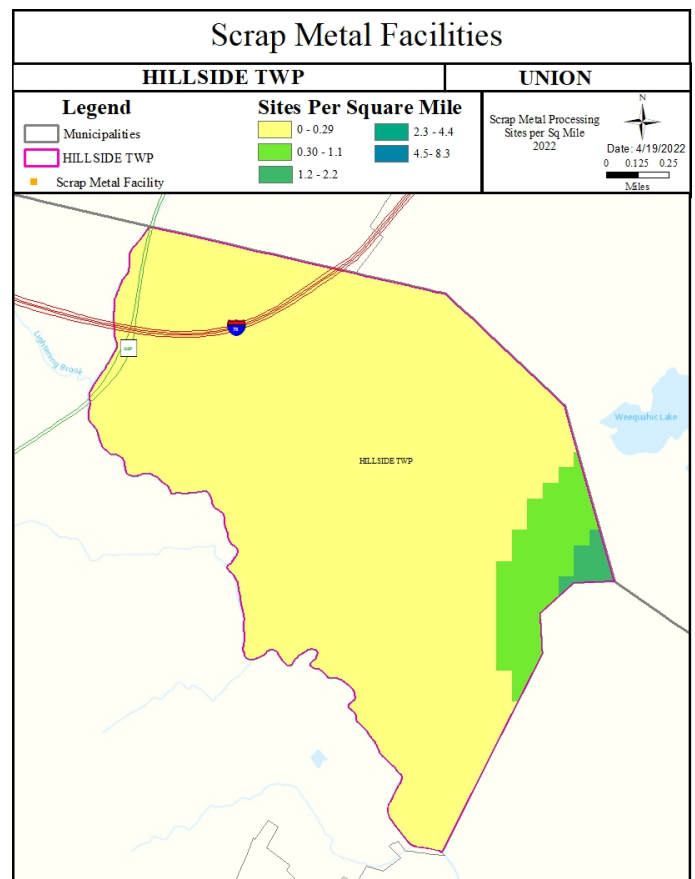 Scrap Metal Facilities
HILLSIDE TWP
UNION
Legend
Municipalities
HILLSIDE TWP
Scrap Metal Facility
Sites Per Square Mile
0 - 0.29
0.30 - 1.1
1.2 - 2.2
2.3 - 4.4
4.5- 8.3
Scrap Metal Processing
Sites per Sq Mile
2022
N
Date: 4/19/2022
0 0.125 0.25
Miles
78
Lightening Brook
Weequahic Lake
HILLSIDE TWP